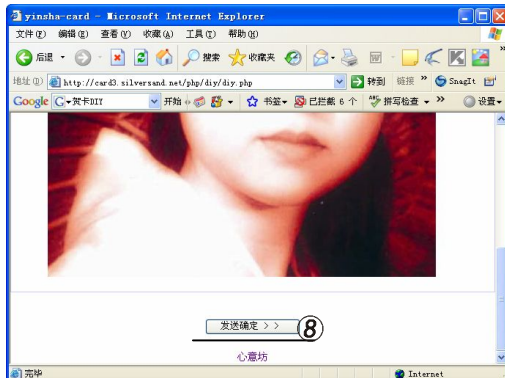 yinsha-card - Microsoft Internet Explorer
文件(F) 编辑(E) 查看(V) 收藏(A) 工具(T) 帮助(H)
后退 搜索 收藏夹
地址(D) http://card3.silversand.net/php/diy/diy.php 转到 链接 » SnagIt
Google G 贺卡DIY 开始 书签 已拦截 6 个 拼写检查 » 设置
发送确定 >>
⑧
心意坊
完毕 Internet